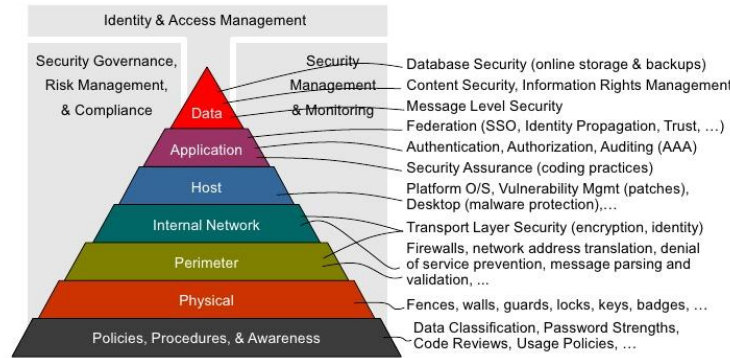 Identity & Access Management
Security Governance,
Risk Management,
& Compliance
Security
Management
& Monitoring
Data
Application
Host
Internal Network
Perimeter
Physical
Policies, Procedures, & Awareness
Database Security (online storage & backups)
Content Security, Information Rights Management
Message Level Security
Federation (SSO, Identity Propagation, Trust, …)
Authentication, Authorization, Auditing (AAA)
Security Assurance (coding practices)
Platform O/S, Vulnerability Mgmt (patches),
Desktop (malware protection),…
Transport Layer Security (encryption, identity)
Firewalls, network address translation, denial
of service prevention, message parsing and
validation, ...
Fences, walls, guards, locks, keys, badges, …
Data Classification, Password Strengths,
Code Reviews, Usage Policies, …